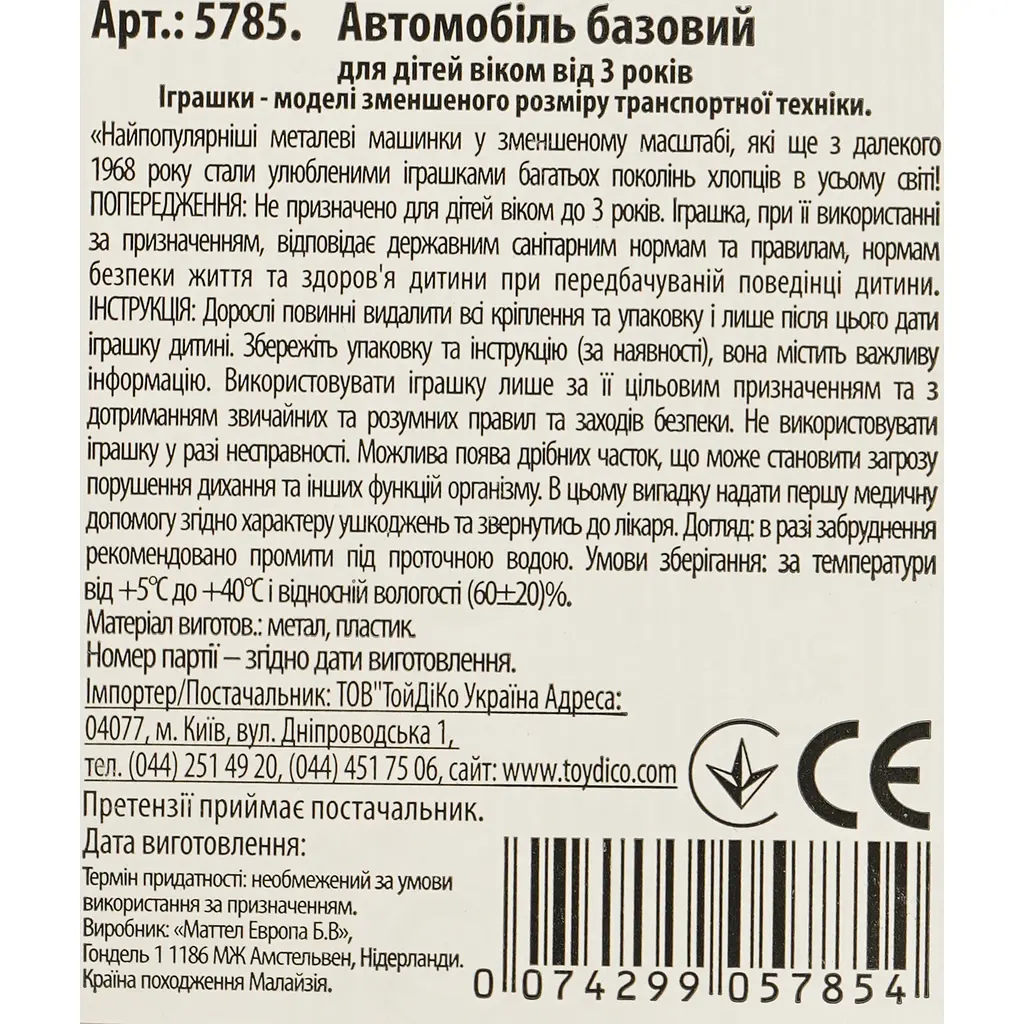 Арт.: 5785. Автомобіль базовий
для дітей віком від 3 років
Іграшки - моделі зменшеного розміру транспортної техніки.
«Найпопулярніші металеві машинки у зменшеному масштабі, які ще з далекого
1968 року стали улюбленими іграшками багатьох поколінь хлопців в усьому світі!
ПОПЕРЕДЖЕННЯ: Не призначено для дітей віком до 3 років. Іграшка, при її використанні
за призначенням, відповідає державним санітарним нормам та правилам, нормам
безпеки життя та здоров'я дитини при передбачуваній поведінці дитини.
ІНСТРУКЦІЯ: Дорослі повинні видалити всі кріплення та упаковку і лише після цього дати
іграшку дитині. Збережіть упаковку та інструкцію (за наявності), вона містить важливу
інформацію. Використовувати іграшку лише за її цільовим призначенням та з
дотриманням звичайних та розумних правил та заходів безпеки. Не використовувати
іграшку у разі несправності. Можлива поява дрібних часток, що може становити загрозу
порушення дихання та інших функцій організму. В цьому випадку надати першу медичну
допомогу згідно характеру ушкоджень та звернутись до лікаря. Догляд: в разі забруднення
рекомендовано промити під проточною водою. Умови зберігання: за температури
від +5°C до +40°C і відносній вологості (60±20)%.
Матеріал виготов.: метал, пластик.
Номер партії – згідно дати виготовлення.
Імпортер/Постачальник: ТОВ"ТойДіКо Україна Адреса:
04077, м. Київ, вул. Дніпроводська 1,
тел. (044) 251 49 20, (044) 451 75 06, сайт: www.toydico.com
Претензії приймає постачальник.
Дата виготовлення:
Термін придатності: необмежений за умови
використання за призначенням.
Виробник: «Маттел Европа Б.В»,
Гондель 1 1186 МЖ Амстельвен, Нідерланди.
Країна походження Малайзія.
CE
0 074299 057854